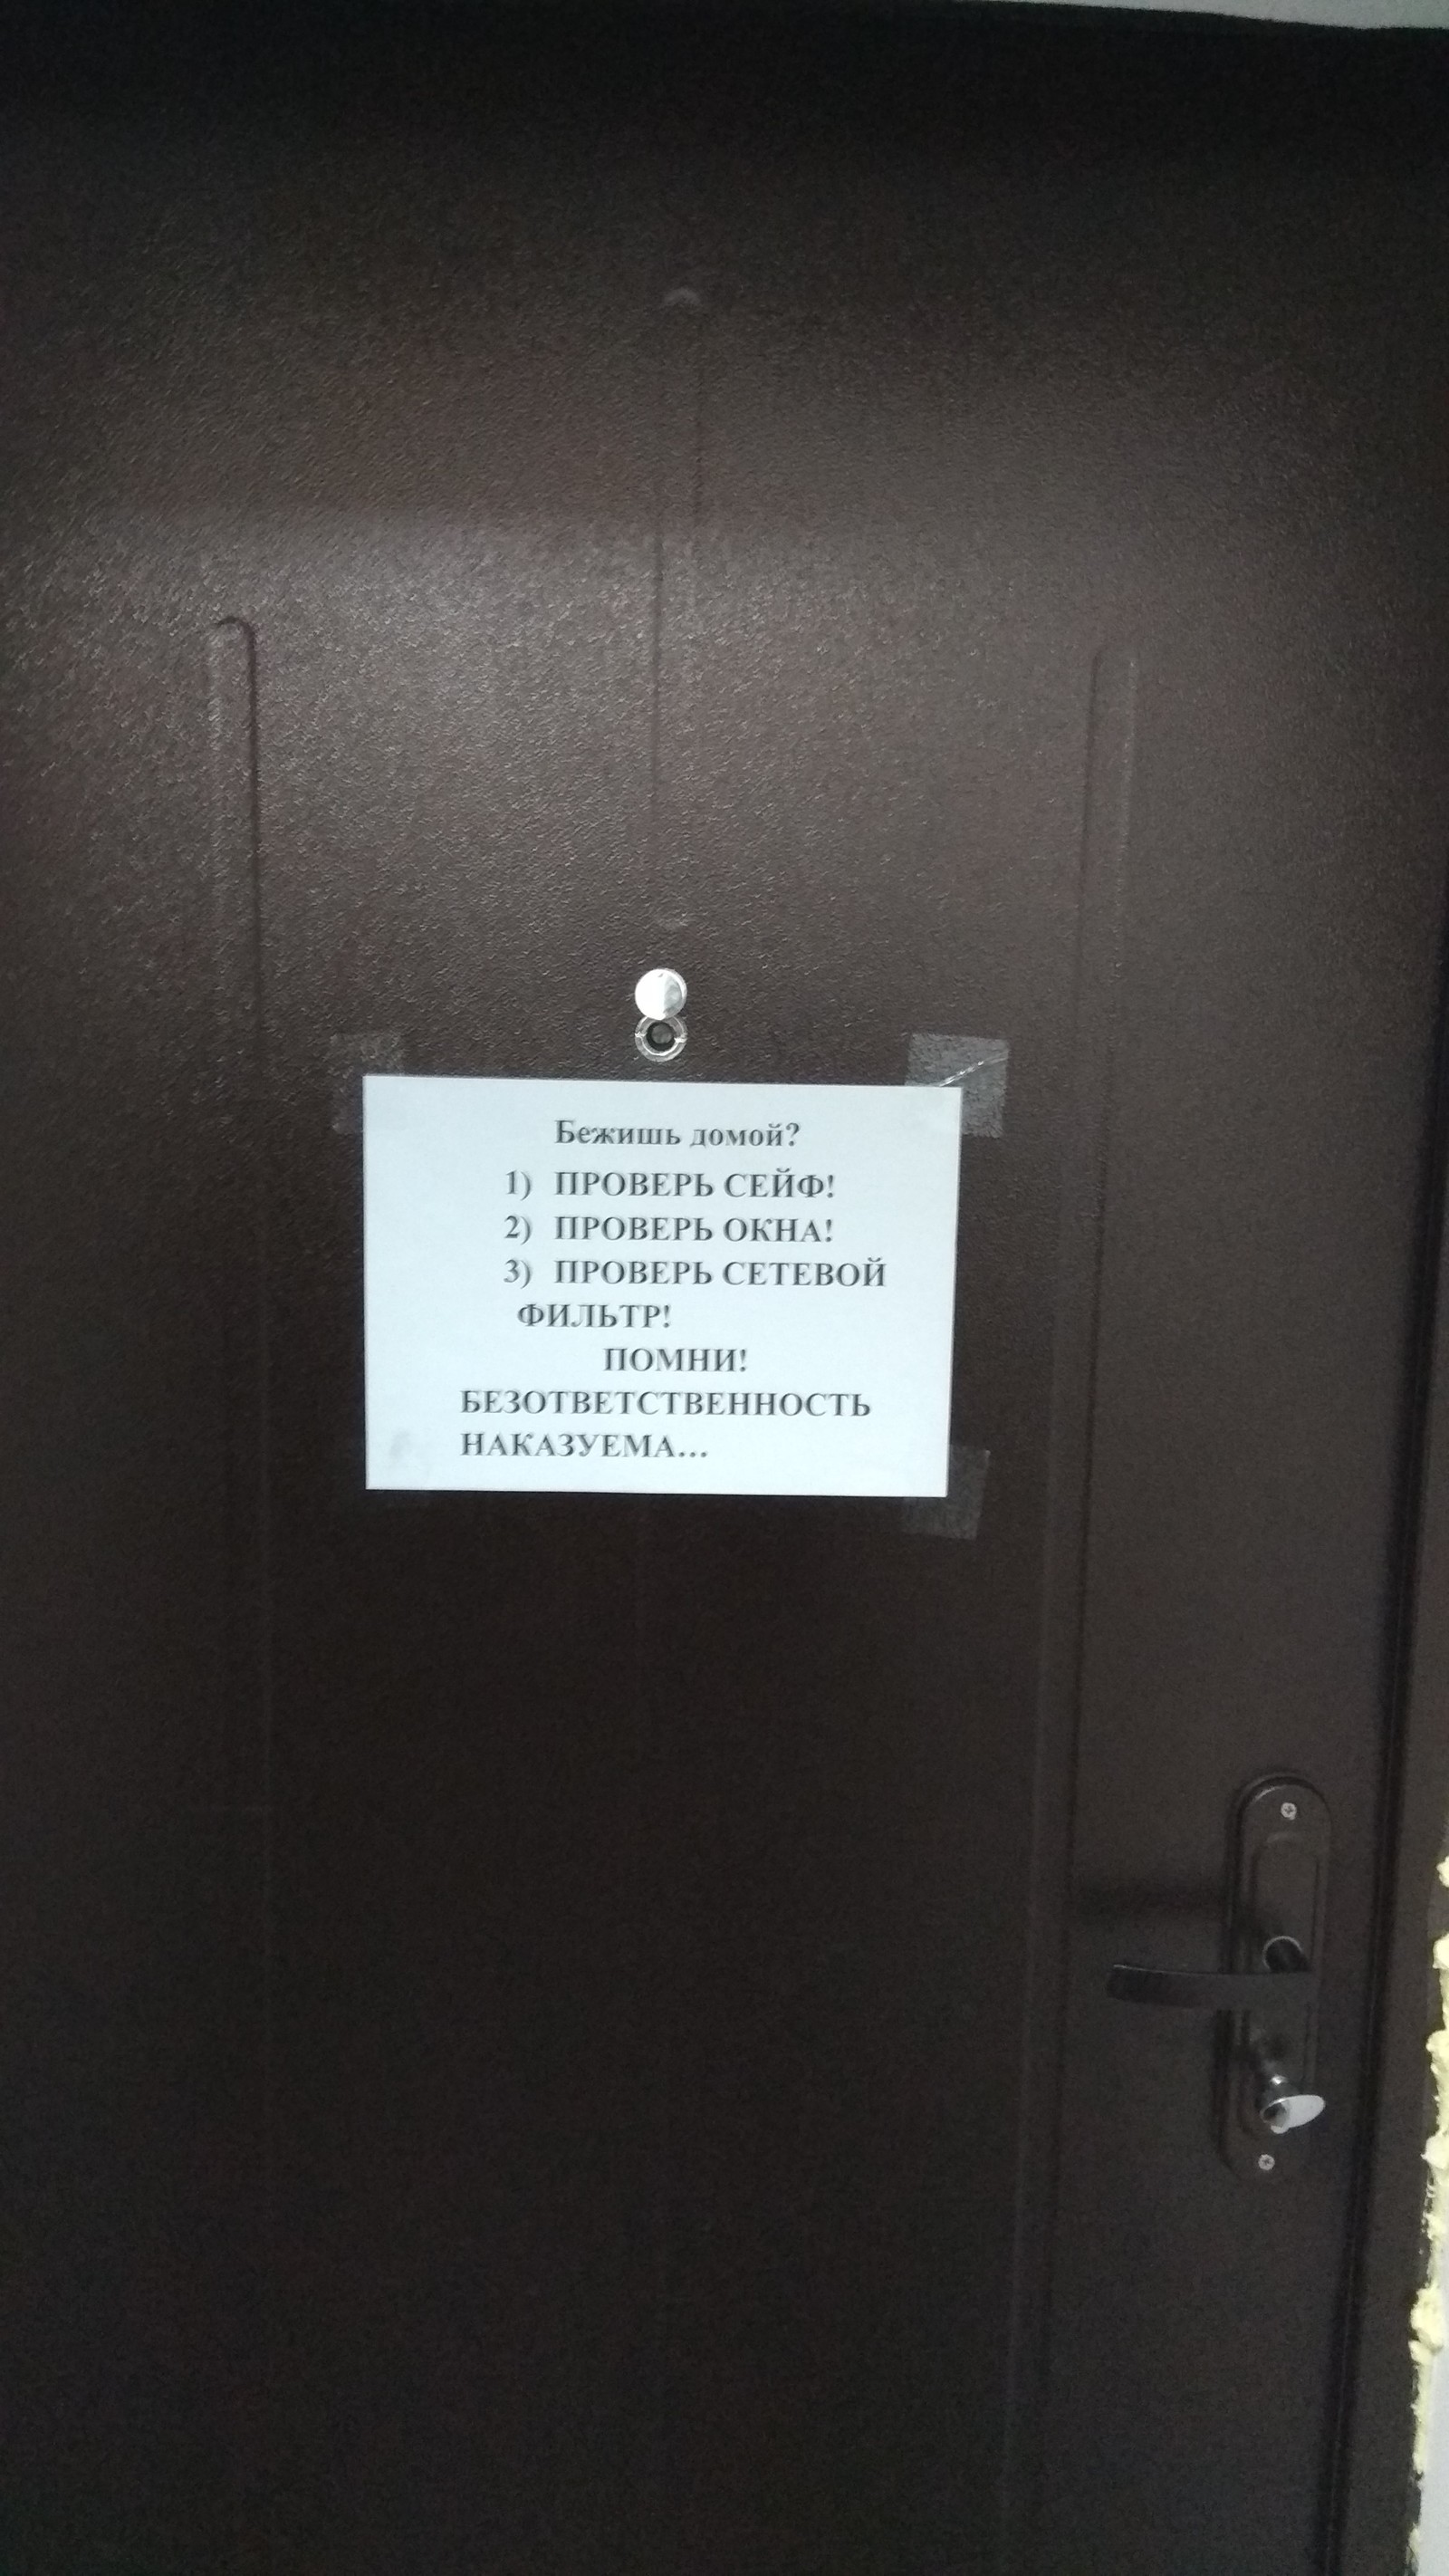 Бежишь домой?
1) ПРОВЕРЬ СЕЙФ!
2) ПРОВЕРЬ ОКНА!
3) ПРОВЕРЬ СЕТЕВОЙ
ФИЛЬТР!
ПОМНИ!
БЕЗОТВЕТСТВЕННОСТЬ
НАКАЗУЕМА...